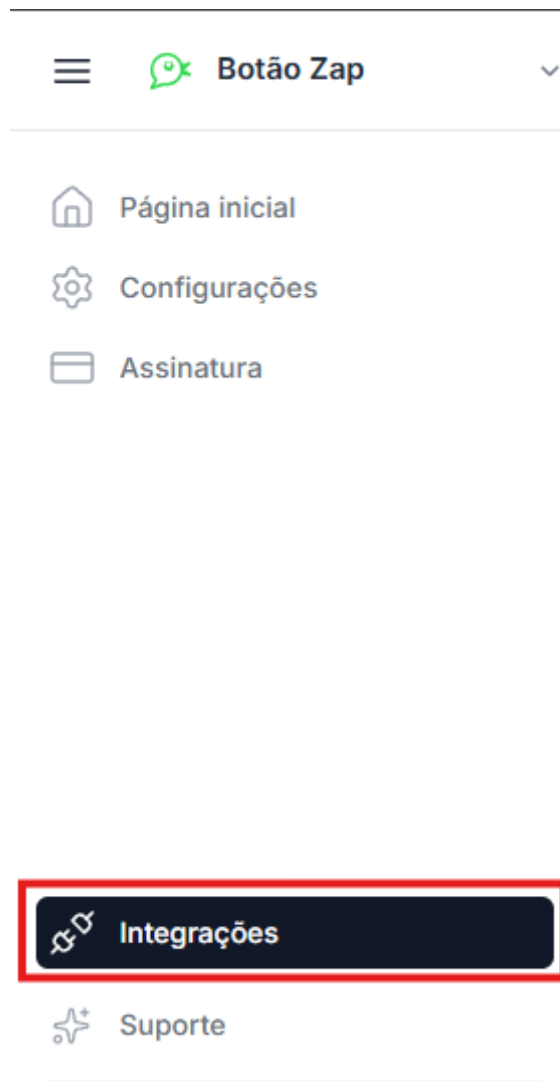 Botão Zap
Página inicial
Configurações
Assinatura
Integrações
Suporte